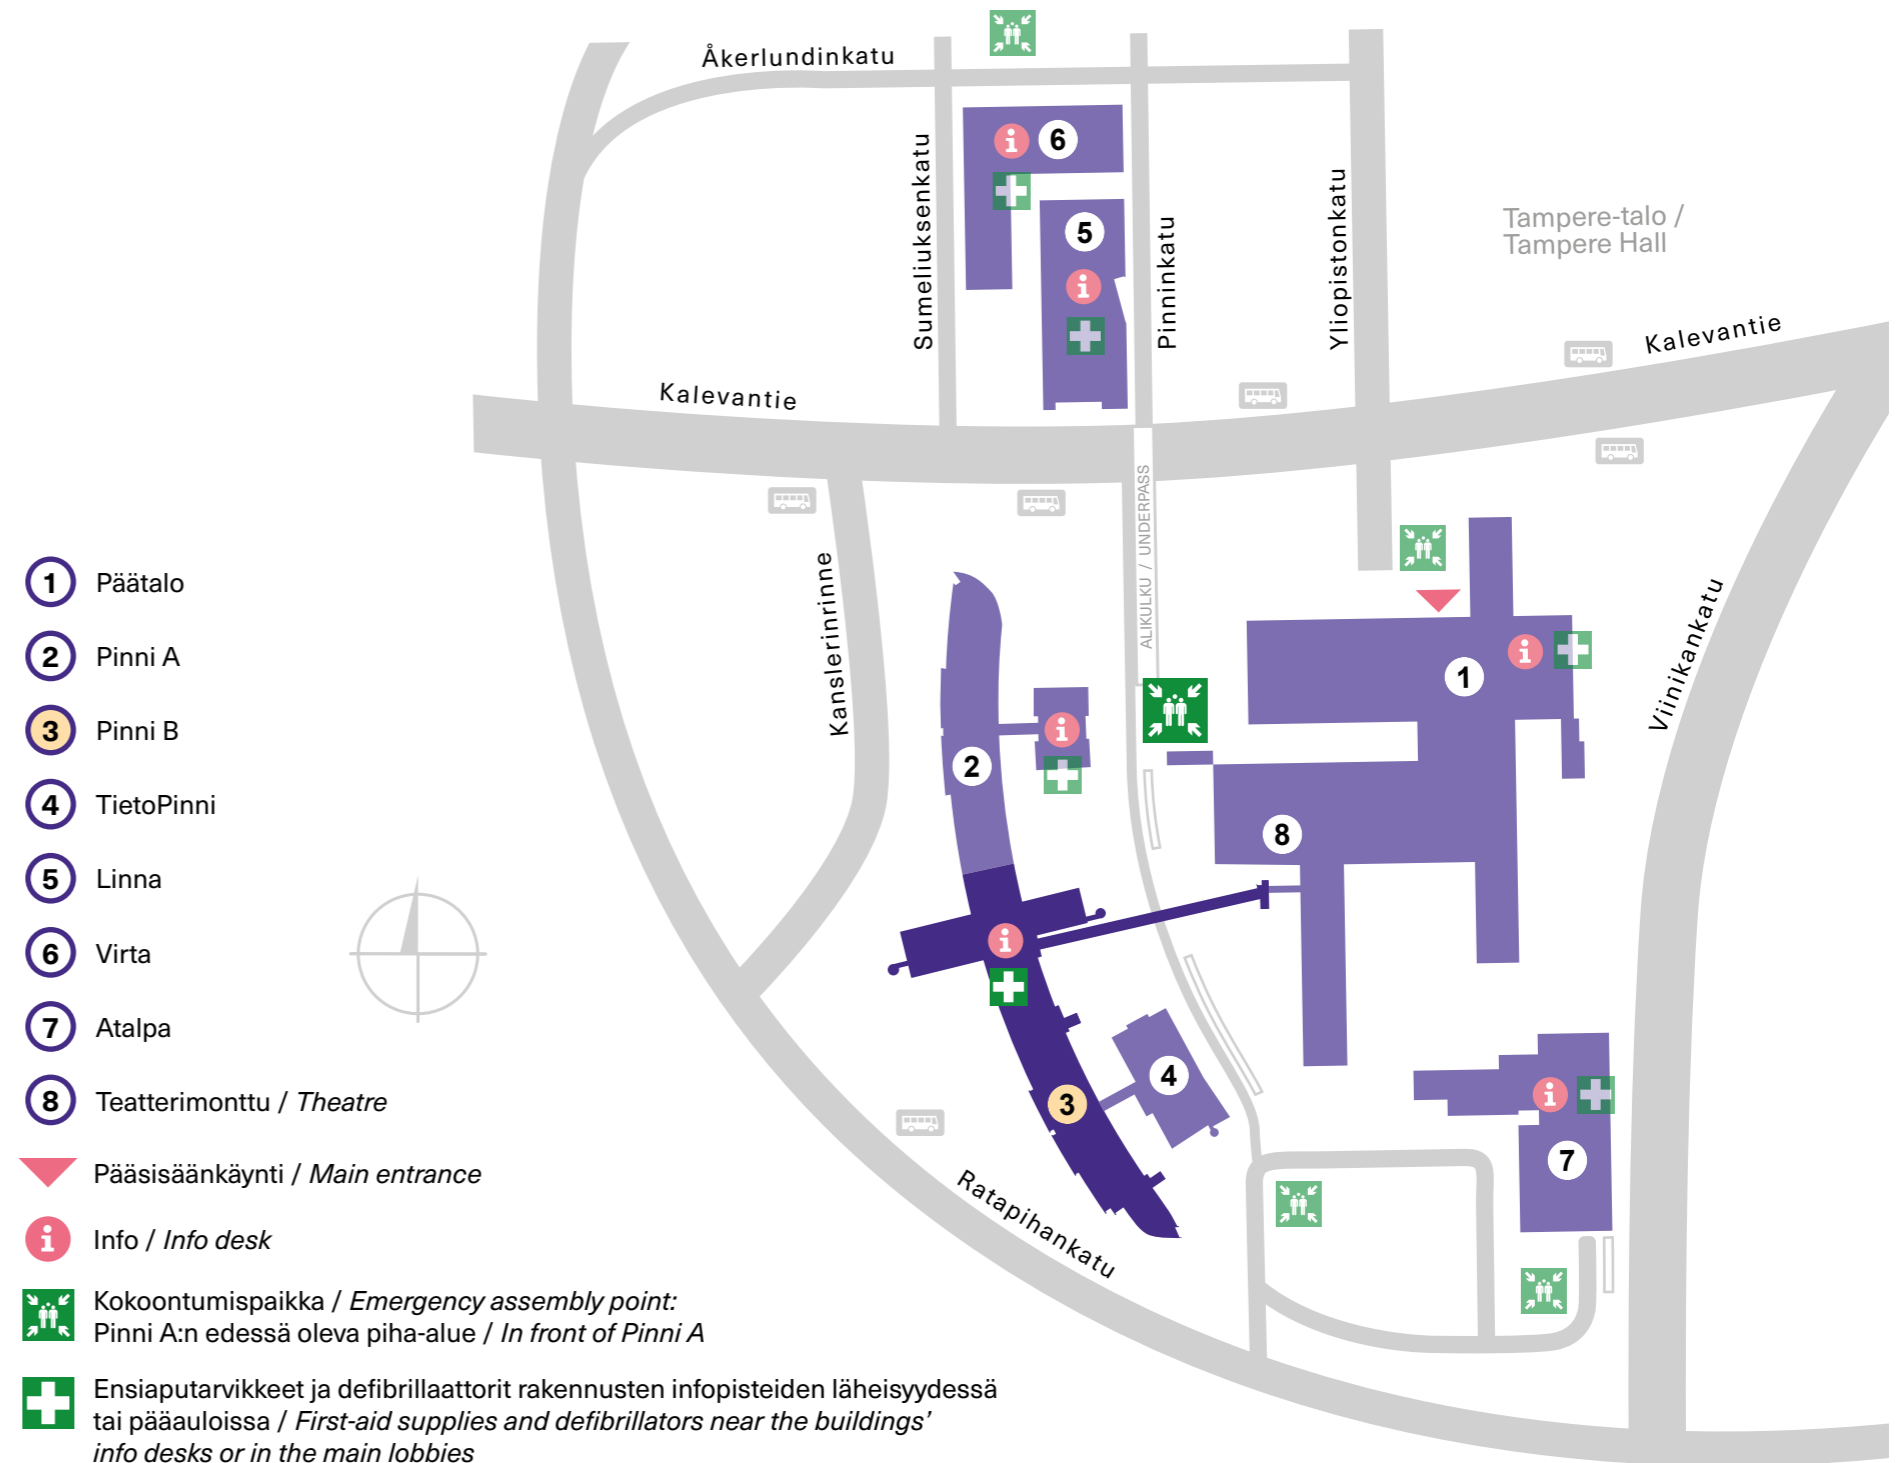 Åkerlundinkatu
Sumeliuksenkatu
6
5
Pinninkatu
Yliopistonkatu
Tampere-talo /
Tampere Hall
Kalevantie
Kalevantie
ALIKULKU / UNDERPASS
Kanslerinrinne
Viinikankatu
1
2
8
3
4
7
Ratapihankatu
1 Päätalo
2 Pinni A
3 Pinni B
4 TietoPinni
5 Linna
6 Virta
7 Atalpa
8 Teatterimonttu / Theatre
Pääsisäänkäynti / Main entrance
i Info / Info desk
Kokoontumispaikka / Emergency assembly point:
Pinni A:n edessä oleva piha-alue / In front of Pinni A
Ensiaputarvikkeet ja defibrillaattorit rakennusten infopisteiden läheisyydessä
tai pääauloissa / First-aid supplies and defibrillators near the buildings’
info desks or in the main lobbies